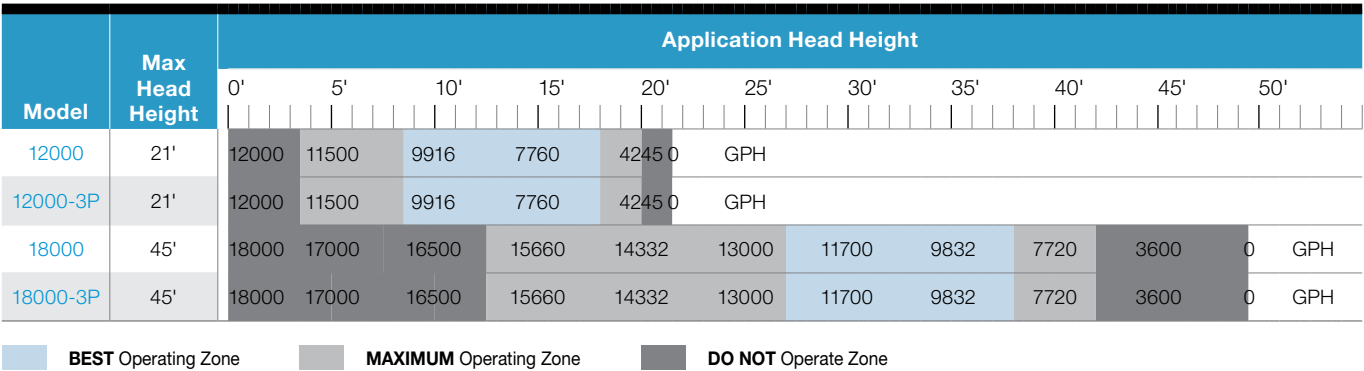 Application Head Height
Model Max Head Height
0' 5' 10' 15' 20' 25' 30' 35' 40' 45' 50'
12000 21' 12000 11500 9916 7760 4245 0 GPH
12000-3P 21' 12000 11500 9916 7760 4245 0 GPH
18000 45' 18000 17000 16500 15660 14332 13000 11700 9832 7720 3600 0 GPH
18000-3P 45' 18000 17000 16500 15660 14332 13000 11700 9832 7720 3600 0 GPH
BEST Operating Zone MAXIMUM Operating Zone DO NOT Operate Zone